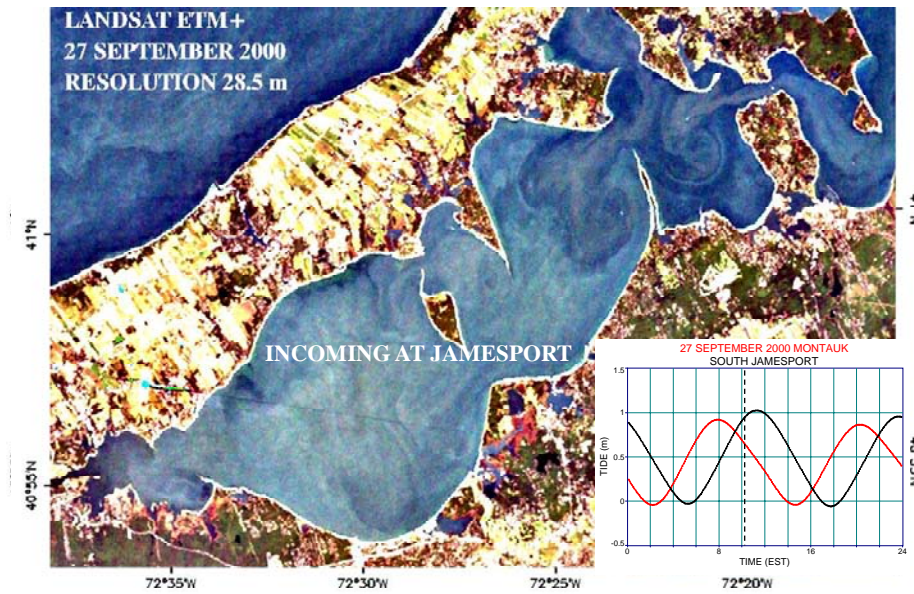 LANDSAT ETM+
27 SEPTEMBER 2000
RESOLUTION 28.5 m
41°N
INCOMING AT JAMESPORT
27 SEPTEMBER 2000 MONTAUK
SOUTH JAMESPORT
1.5
1
0.5
0
-0.5
TIDE (m)
0
8
16
24
TIME (EST)
40°55'N
72°35'W
72°30'W
72°25'W
72°20'W